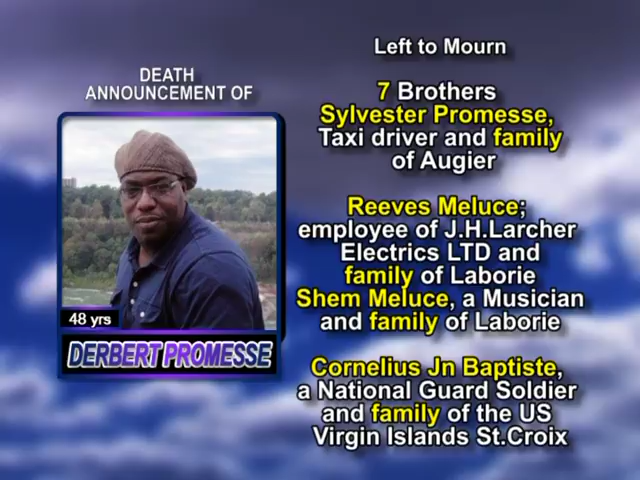 DEATH
ANNOUNCEMENT OF
48 yrs
DERBERT PROMESSE
Left to Mourn
7 Brothers
Sylvester Promesse,
Taxi driver and family
of Augier
Reeves Meluce;
employee of J.H.Larcher
Electrics LTD and
family of Laborie
Shem Meluce, a Musician
and family of Laborie
Cornelius Jn Baptiste,
a National Guard Soldier
and family of the US
Virgin Islands St.Croix